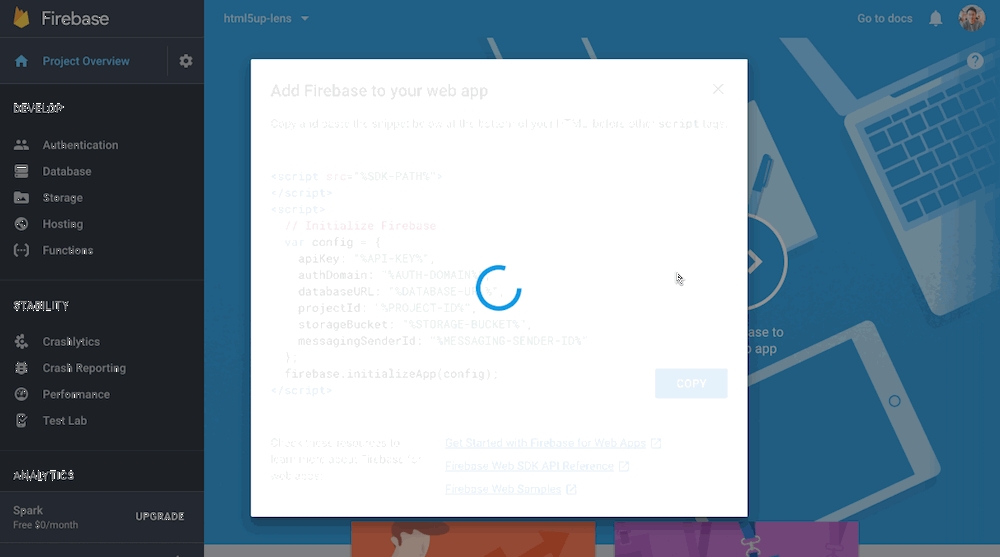 Firebase
html5up-lens
Go to docs
Project Overview
DEVELOP
Authentication
Database
Storage
Hosting
Functions
STABILITY
Crashlytics
Crash Reporting
Performance
Test Lab
ANALYTICS
Spark
Free $0/month
UPGRADE
Add Firebase to your web app
Copy and paste the snippet below at the bottom of your HTML, before other script tags.
<script src="%SDK-PATH%">
</script>
<script>
// Initialize Firebase
var config = {
apiKey: "%API-KEY%",
authDomain: "%AUTH-DOMAIN%
databaseURL: "%DATABASE-U %",
projectId: "%PROJECT-ID%",
storageBucket: "%STORAGE-BUCKET%",
messagingSenderId: "%MESSAGING-SENDER-ID%"
};
firebase.initializeApp(config);
</script>
COPY
Check these resources to
learn more about Firebase for
web apps:
Get Started with Firebase for Web Apps
Firebase Web SDK API Reference
Firebase Web Samples
?
ase to
app